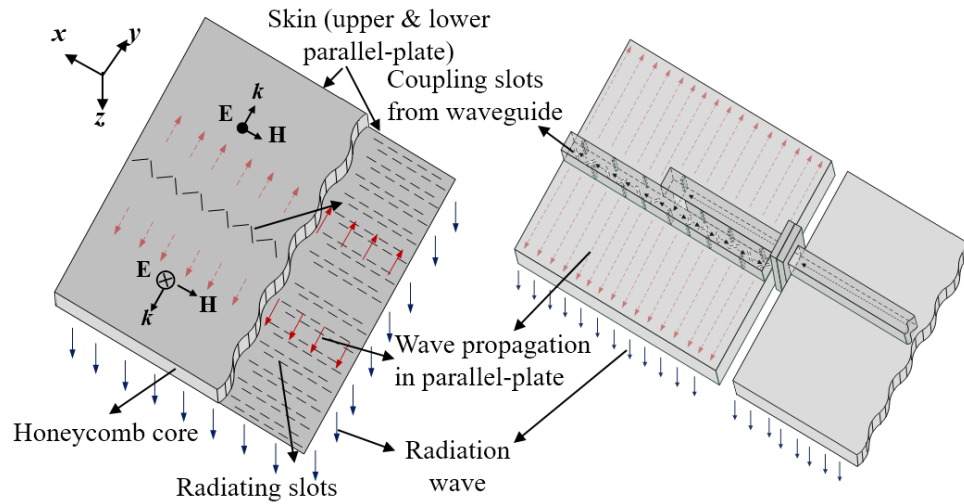 Skin (upper & lower
parallel-plate)
x
y
z
k
E
H
Coupling slots
from waveguide
E
H
k
Wave propagation
in parallel-plate
Honeycomb core
Radiating slots
Radiation
wave